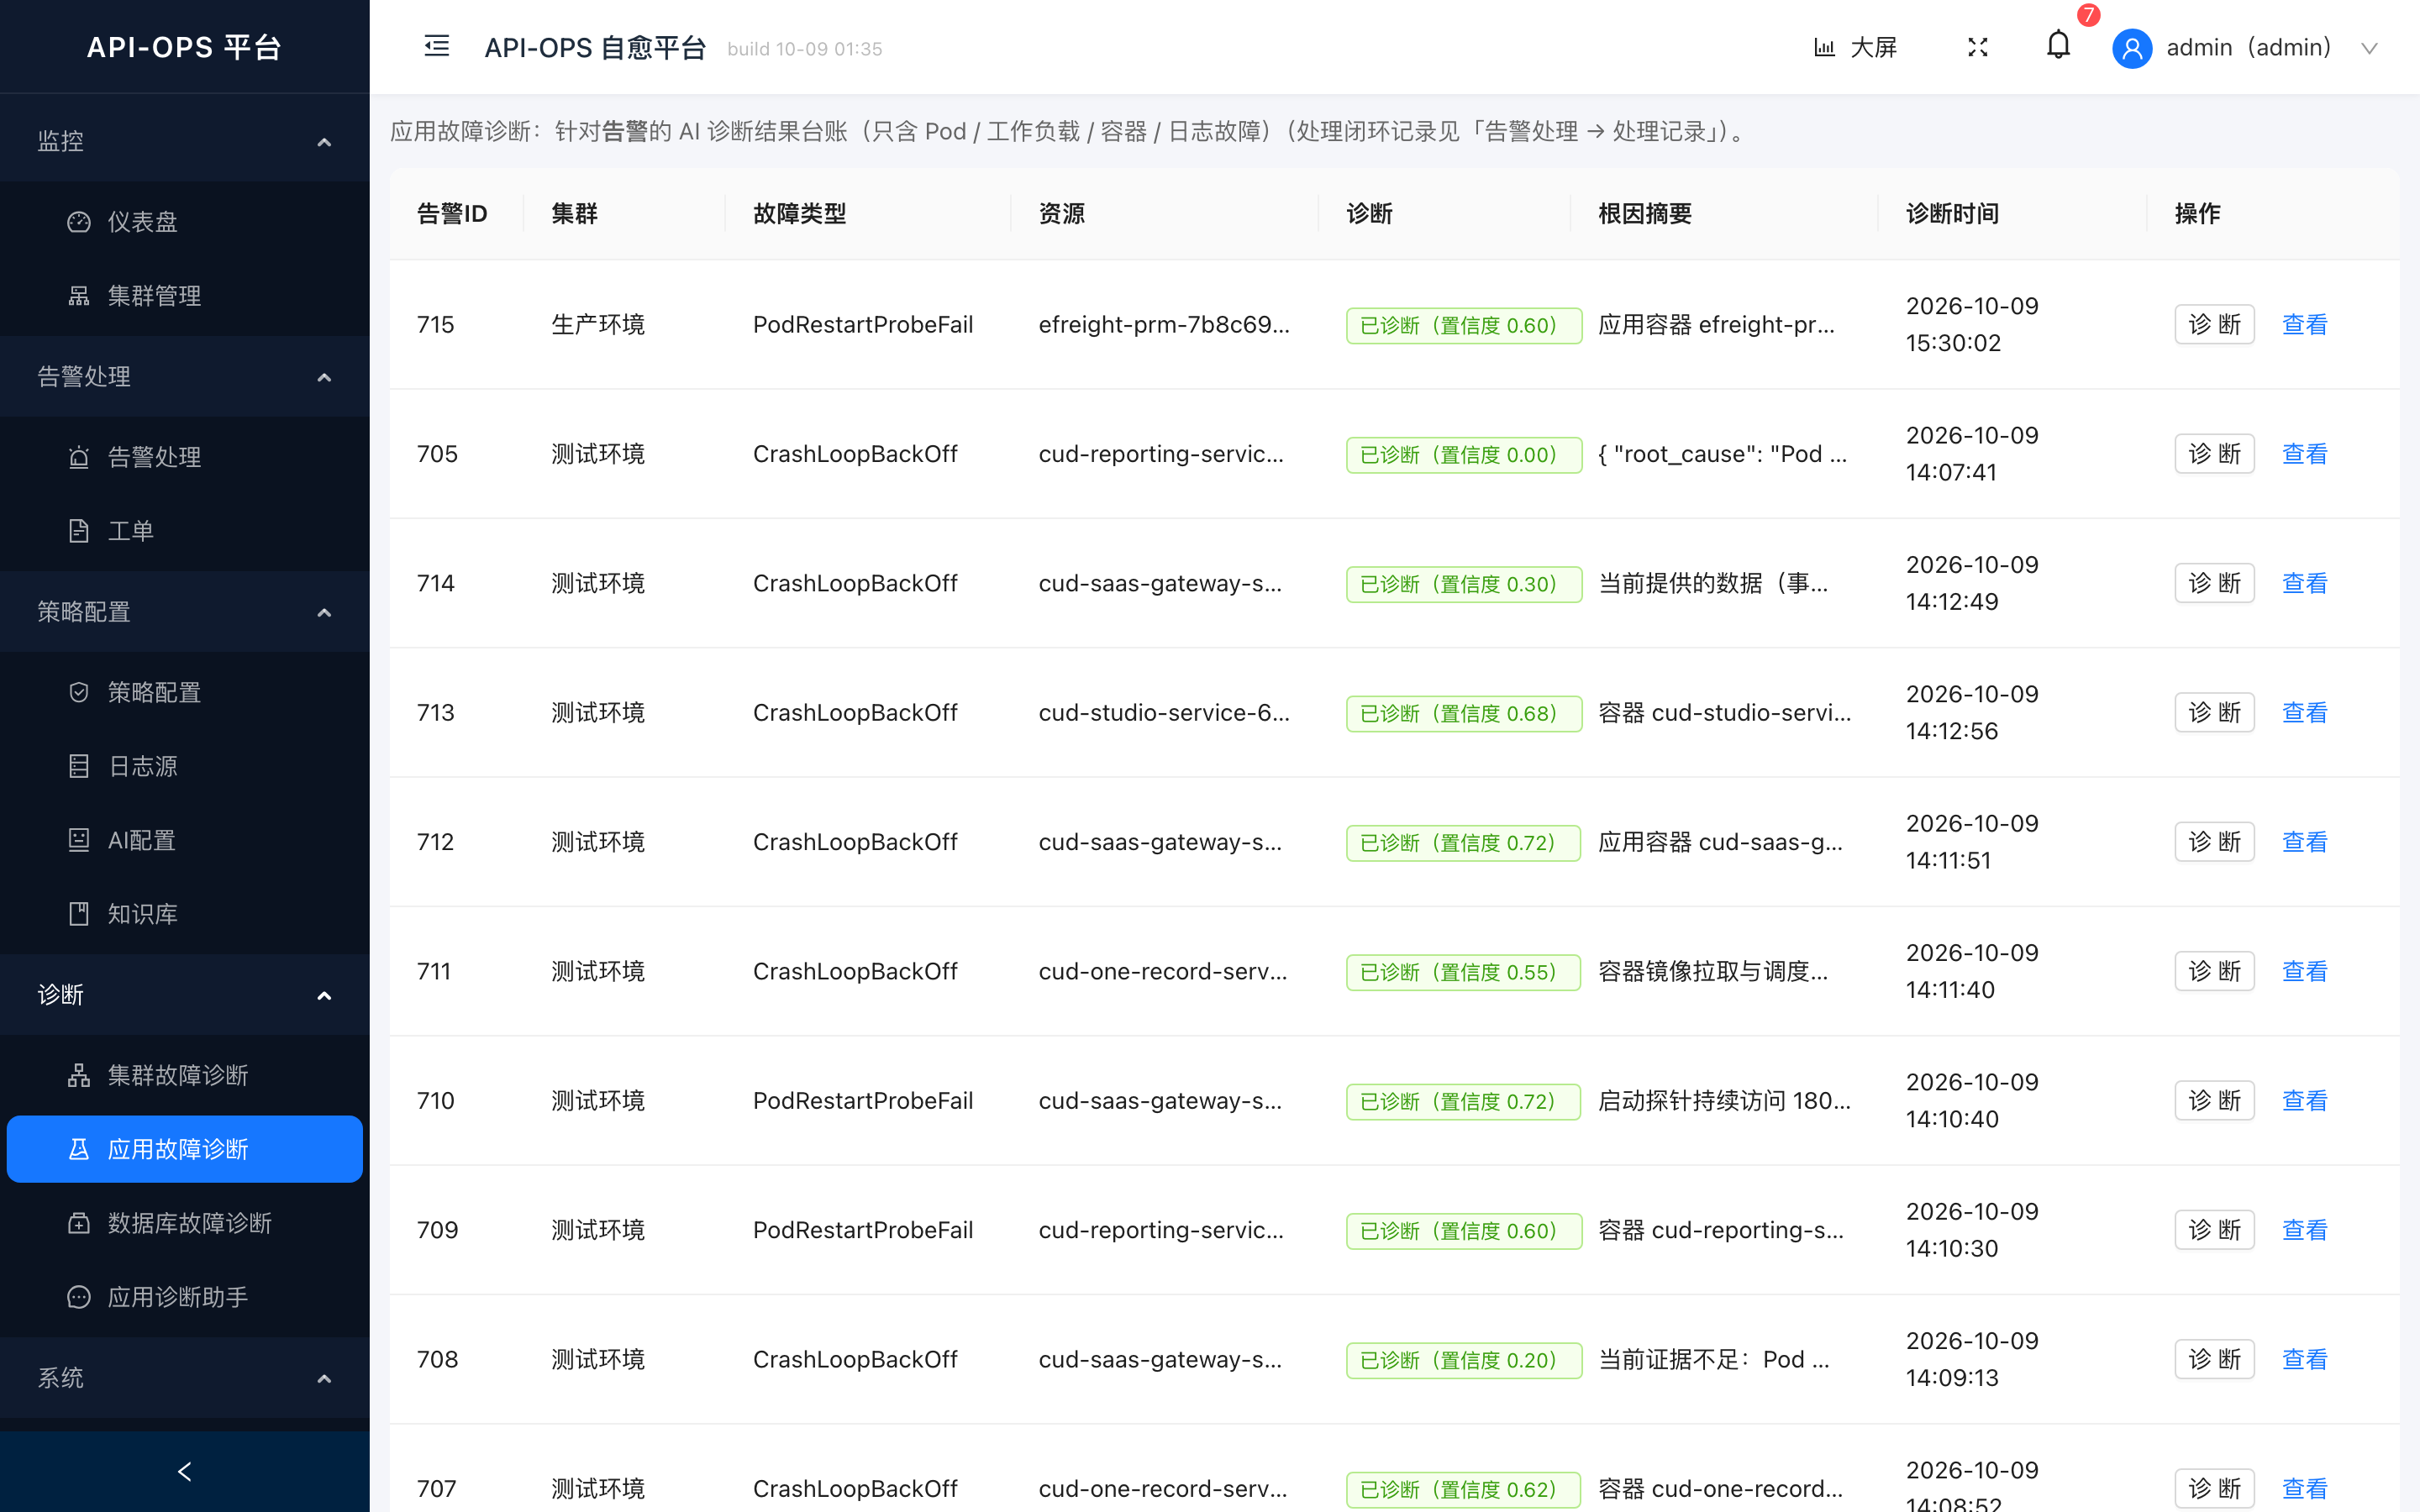 API-OPS 平台
API-OPS 自愈平台 build 10-09 01:35
大屏
7
admin（admin）
监控
仪表盘
集群管理
告警处理
告警处理
工单
策略配置
策略配置
日志源
AI配置
知识库
诊断
集群故障诊断
应用故障诊断
数据库故障诊断
应用诊断助手
系统
应用故障诊断：针对告警的 AI 诊断结果台账（只含 Pod / 工作负载 / 容器 / 日志故障）（处理闭环记录见「告警处理 → 处理记录」）。
告警ID 集群 故障类型 资源 诊断 根因摘要 诊断时间 操作
715 生产环境 PodRestartProbeFail efreight-prm-7b8c69... 已诊断（置信度 0.60） 应用容器 efreight-pr... 2026-10-09 15:30:02 诊 断 查看
705 测试环境 CrashLoopBackOff cud-reporting-servic... 已诊断（置信度 0.00） { "root_cause": "Pod ... 2026-10-09 14:07:41 诊 断 查看
714 测试环境 CrashLoopBackOff cud-saas-gateway-s... 已诊断（置信度 0.30） 当前提供的数据（事... 2026-10-09 14:12:49 诊 断 查看
713 测试环境 CrashLoopBackOff cud-studio-service-6... 已诊断（置信度 0.68） 容器 cud-studio-servi... 2026-10-09 14:12:56 诊 断 查看
712 测试环境 CrashLoopBackOff cud-saas-gateway-s... 已诊断（置信度 0.72） 应用容器 cud-saas-g... 2026-10-09 14:11:51 诊 断 查看
711 测试环境 CrashLoopBackOff cud-one-record-serv... 已诊断（置信度 0.55） 容器镜像拉取与调度... 2026-10-09 14:11:40 诊 断 查看
710 测试环境 PodRestartProbeFail cud-saas-gateway-s... 已诊断（置信度 0.72） 启动探针持续访问 180... 2026-10-09 14:10:40 诊 断 查看
709 测试环境 PodRestartProbeFail cud-reporting-servic... 已诊断（置信度 0.60） 容器 cud-reporting-s... 2026-10-09 14:10:30 诊 断 查看
708 测试环境 CrashLoopBackOff cud-saas-gateway-s... 已诊断（置信度 0.20） 当前证据不足：Pod ... 2026-10-09 14:09:13 诊 断 查看
707 测试环境 CrashLoopBackOff cud-one-record-serv... 已诊断（置信度 0.62） 容器 cud-one-record... 2026-10-09 14:08:52 诊 断 查看